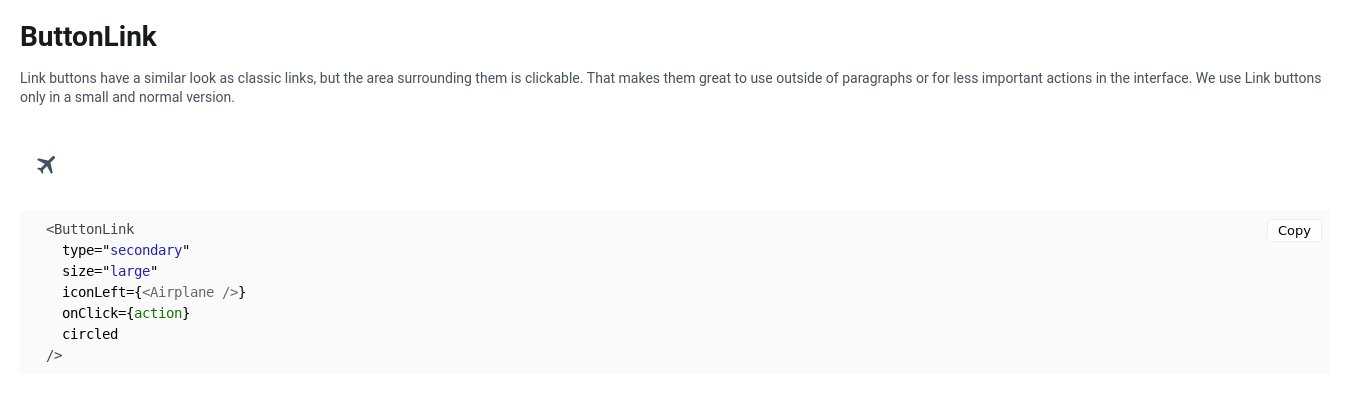 ButtonLink
Link buttons have a similar look as classic links, but the area surrounding them is clickable. That makes them great to use outside of paragraphs or for less important actions in the interface. We use Link buttons
only in a small and normal version.
<ButtonLink
Copy
type="secondary"
size="large"
iconLeft={<Airplane />}
onClick={action}
circled
/>